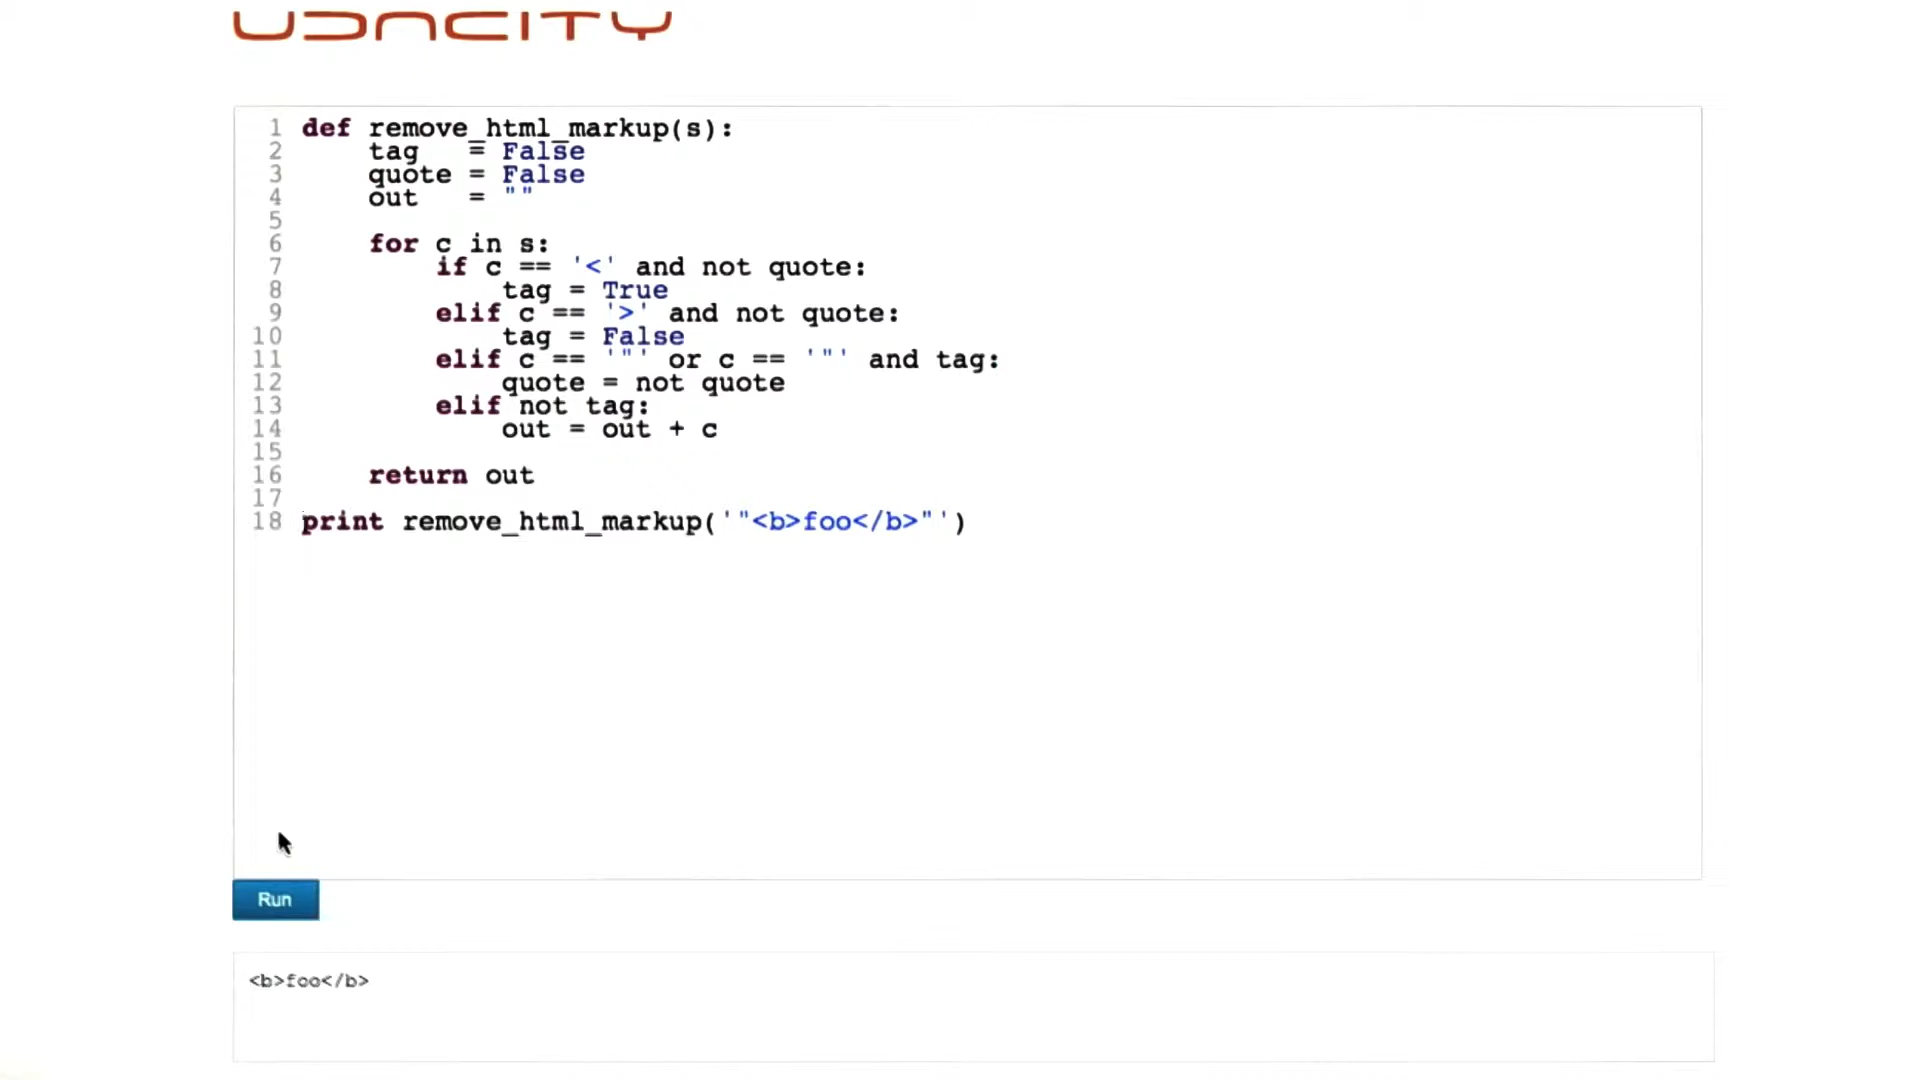 UDACITY
1 def remove_html_markup(s):
2     tag   = False
3     quote = False
4     out   = ""
5
6     for c in s:
7         if c == '<' and not quote:
8             tag = True
9         elif c == '>' and not quote:
10             tag = False
11         elif c == '"' or c == '"' and tag:
12             quote = not quote
13         elif not tag:
14             out = out + c
15
16     return out
17
18 print remove_html_markup('"<b>foo</b>"')
Run
<b>foo</b>